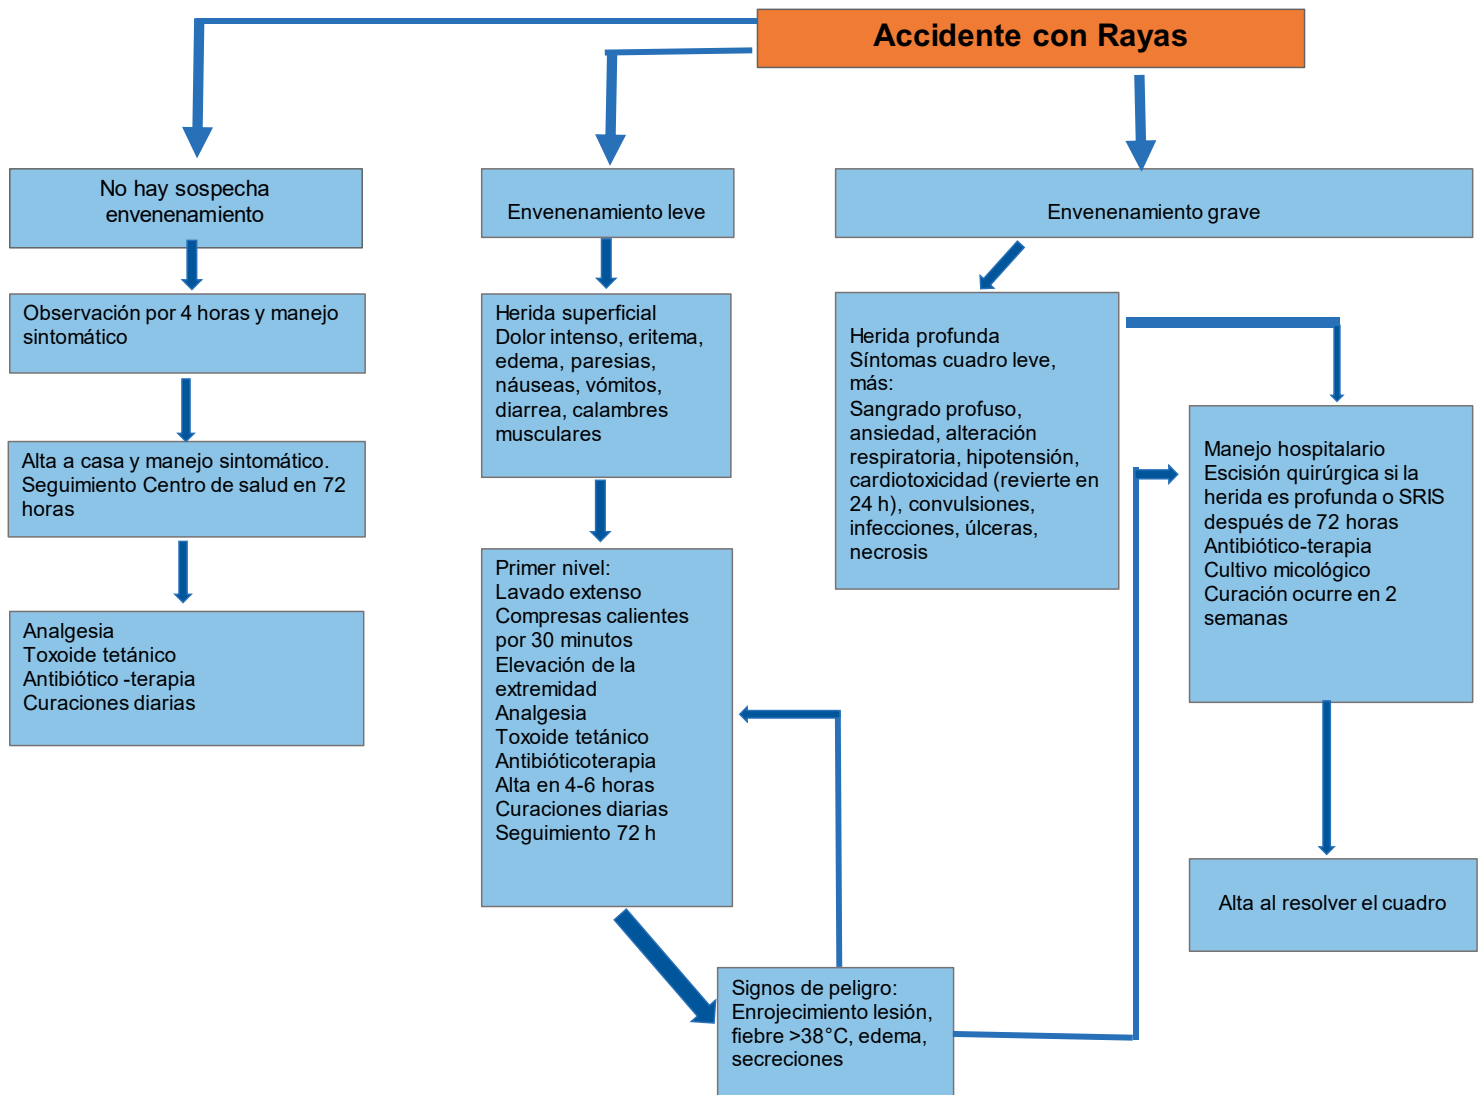 Accidente con Rayas
No hay sospecha
envenenamiento
Observación por 4 horas y manejo
sintomático
Alta a casa y manejo sintomático.
Seguimiento Centro de salud en 72
horas
Analgesia
Toxoide tetánico
Antibiótico -terapia
Curaciones diarias
Envenenamiento leve
Herida superficial
Dolor intenso, eritema,
edema, paresias,
náuseas, vómitos,
diarrea, calambres
musculares
Primer nivel:
Lavado extenso
Compresas calientes
por 30 minutos
Elevación de la
extremidad
Analgesia
Toxoide tetánico
Antibióticoterapia
Alta en 4-6 horas
Curaciones diarias
Seguimiento 72 h
Signos de peligro:
Enrojecimiento lesión,
fiebre >38°C, edema,
secreciones
Envenenamiento grave
Herida profunda
Síntomas cuadro leve,
más:
Sangrado profuso,
ansiedad, alteración
respiratoria, hipotensión,
cardiotoxicidad (revierte en
24 h), convulsiones,
infecciones, úlceras,
necrosis
Manejo hospitalario
Escisión quirúrgica si la
herida es profunda o SRIS
después de 72 horas
Antibiótico-terapia
Cultivo micológico
Curación ocurre en 2
semanas
Alta al resolver el cuadro